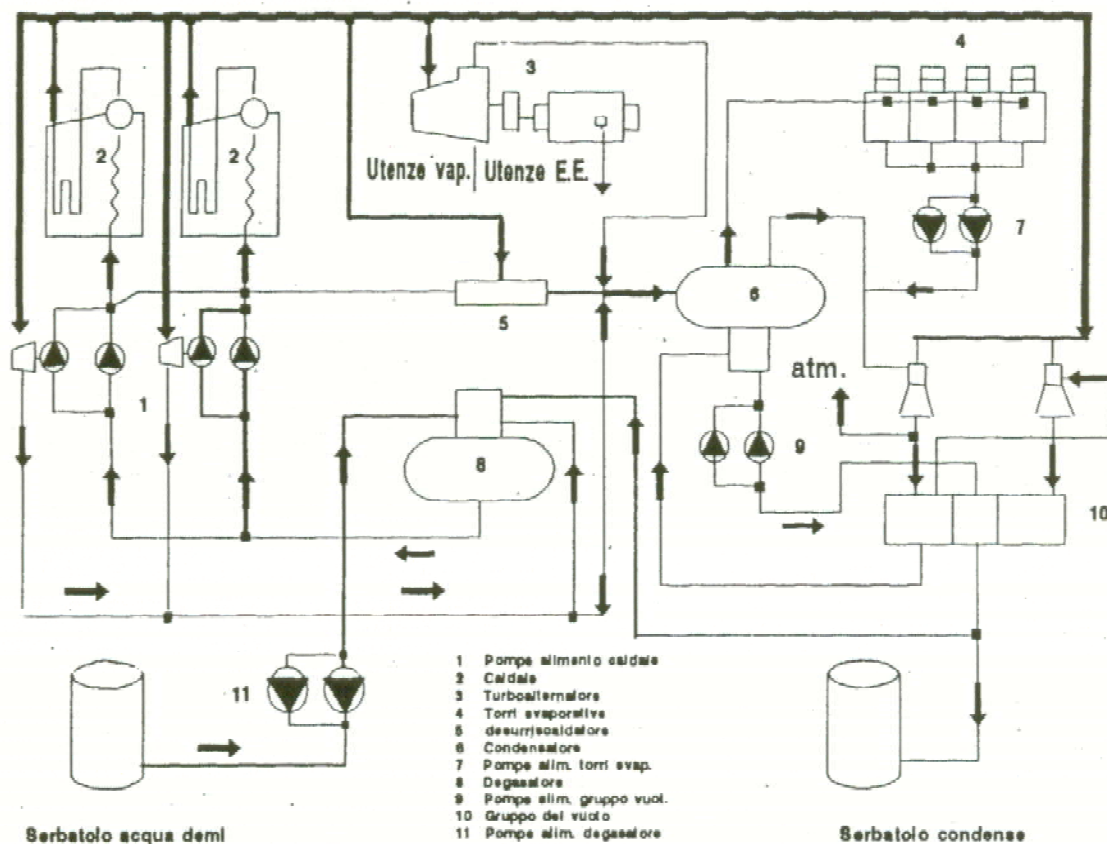 4
3
2
2
Utenze vap. Utenze E.E.
7
5
6
atm.
1
8
9
10
11
1 Pompe alimento caldaie
2 Caldaie
3 Turboalternatore
4 Torri evaporative
5 desurriscaldatore
6 Condensatore
7 Pompe alim. torri evap.
8 Degasatore
9 Pompe alim. gruppo vuot.
10 Gruppo del vuoto
11 Pompe alim. degasatore
Serbatoio acqua demi
Serbatoio condense